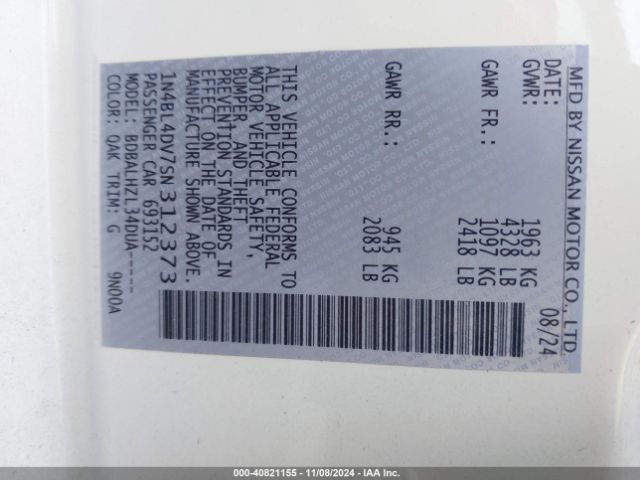 MFD BY NISSAN MOTOR CO., LTD
DATE: 08/24
GVWR: 1963 KG
4328 LB
GAWR FR.: 1097 KG
2418 LB
GAWR RR.: 945 KG
2083 LB
THIS VEHICLE CONFORMS TO
ALL APPLICABLE FEDERAL
MOTOR VEHICLE SAFETY,
BUMPER AND THEFT
PREVENTION STANDARDS IN
EFFECT ON THE DATE OF
MANUFACTURE SHOWN ABOVE.
1N4BL4DV7SN312373
PASSENGER CAR 693152
MODEL: BDBALHZL34DUA-----
COLOR: QAK TRIM: G 9N00A
000-40821155 - 11/08/2024 - IAA Inc.